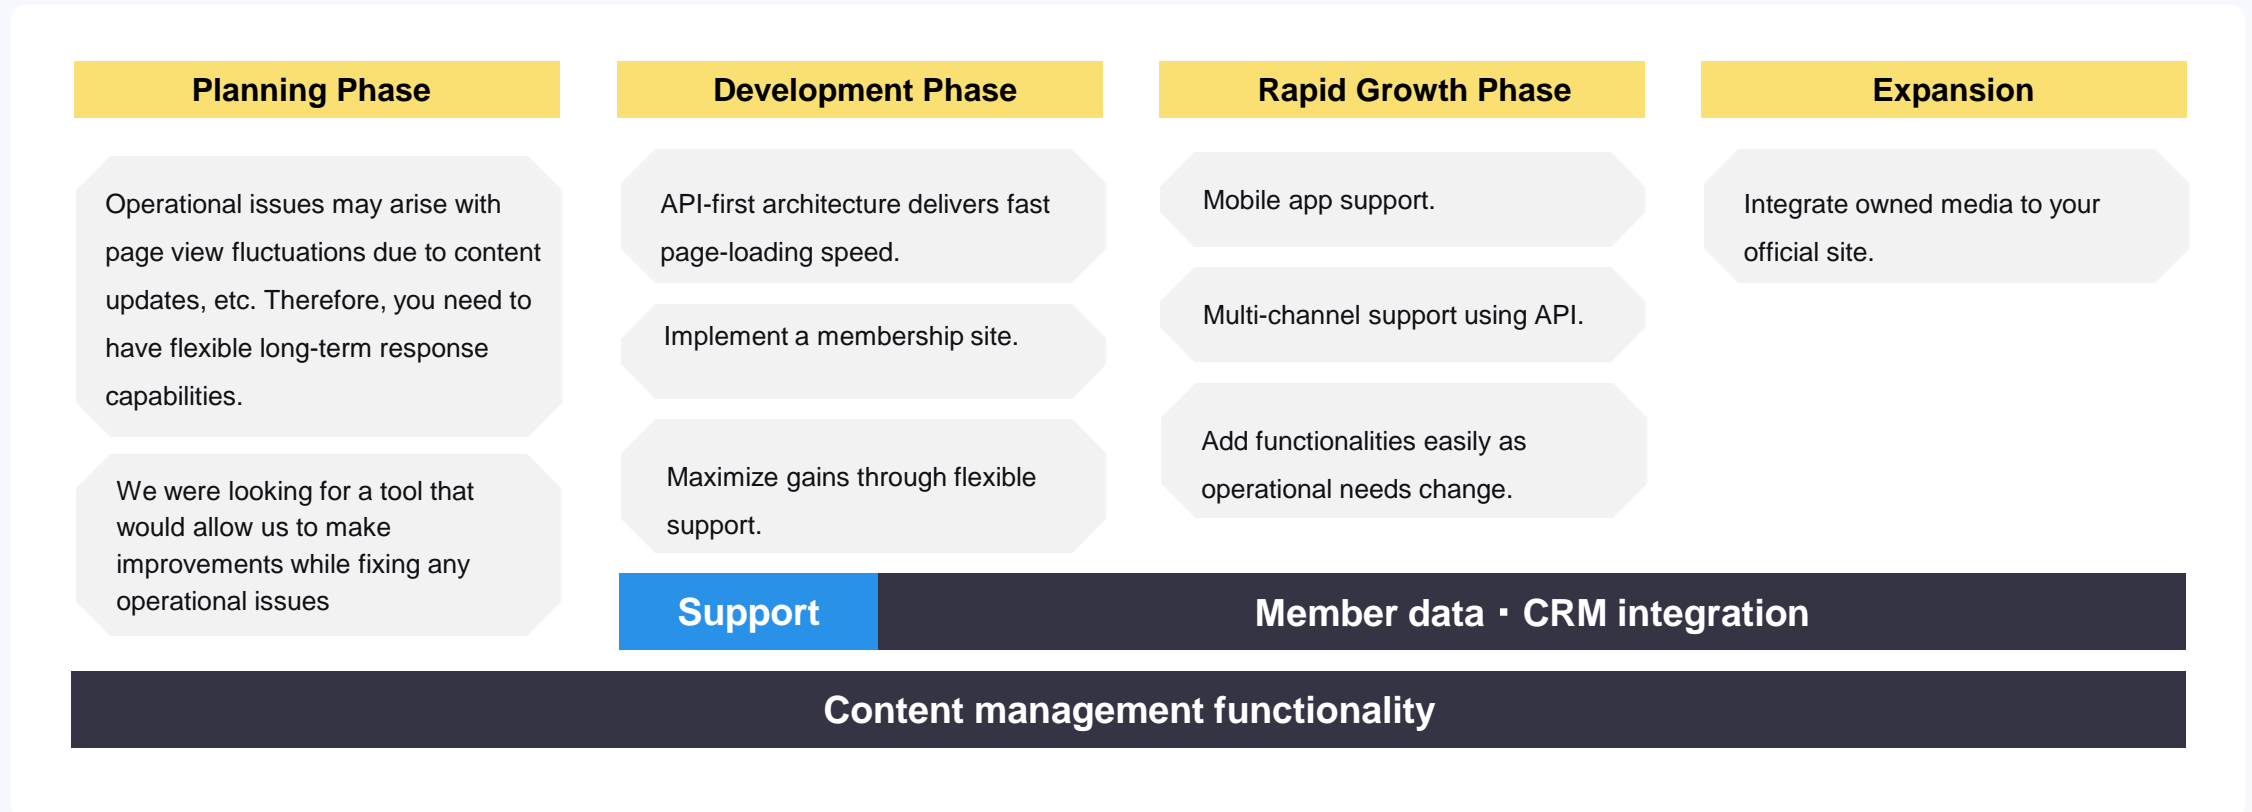 Planning Phase
Operational issues may arise with
page view fluctuations due to content
updates, etc. Therefore, you need to
have flexible long-term response
capabilities.
We were looking for a tool that
would allow us to make
improvements while fixing any
operational issues
Development Phase
API-first architecture delivers fast
page-loading speed.
Implement a membership site.
Maximize gains through flexible
support.
Rapid Growth Phase
Mobile app support.
Multi-channel support using API.
Add functionalities easily as
operational needs change.
Expansion
Integrate owned media to your
official site.
Support
Member data・CRM integration
Content management functionality